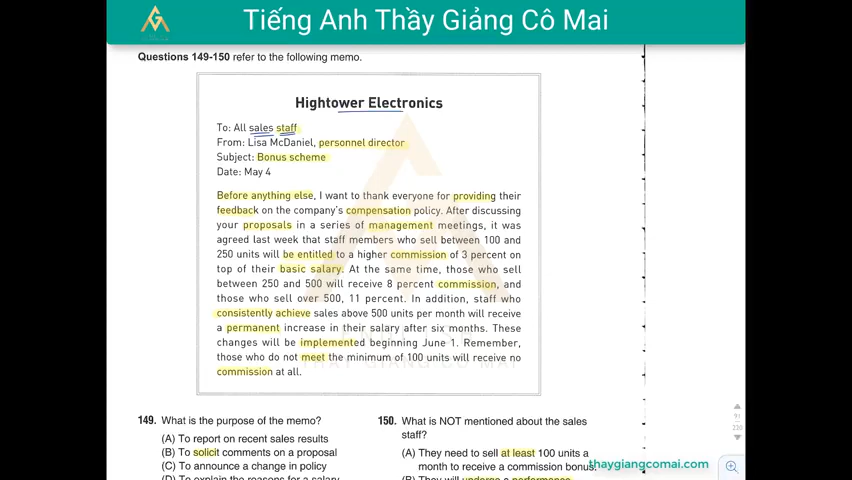 Tiếng Anh Thầy Giảng Cô Mai
Questions 149-150 refer to the following memo.
Hightower Electronics
To: All sales staff
From: Lisa McDaniel, personnel director
Subject: Bonus scheme
Date: May 4
Before anything else, I want to thank everyone for providing their
feedback on the company's compensation policy. After discussing
your proposals in a series of management meetings, it was
agreed last week that staff members who sell between 100 and
250 units will be entitled to a higher commission of 3 percent on
top of their basic salary. At the same time, those who sell
between 250 and 500 will receive 8 percent commission, and
those who sell over 500, 11 percent. In addition, staff who
consistently achieve sales above 500 units per month will receive
a permanent increase in their salary after six months. These
changes will be implemented beginning June 1. Remember,
those who do not meet the minimum of 100 units will receive no
commission at all.
149. What is the purpose of the memo?
(A) To report on recent sales results
(B) To solicit comments on a proposal
(C) To announce a change in policy
(D) To explain the reasons for a salary
150. What is NOT mentioned about the sales
staff?
(A) They need to sell at least 100 units a
month to receive a commission bonus.
(B) They will undergo a performance
thaygiangcomai.com